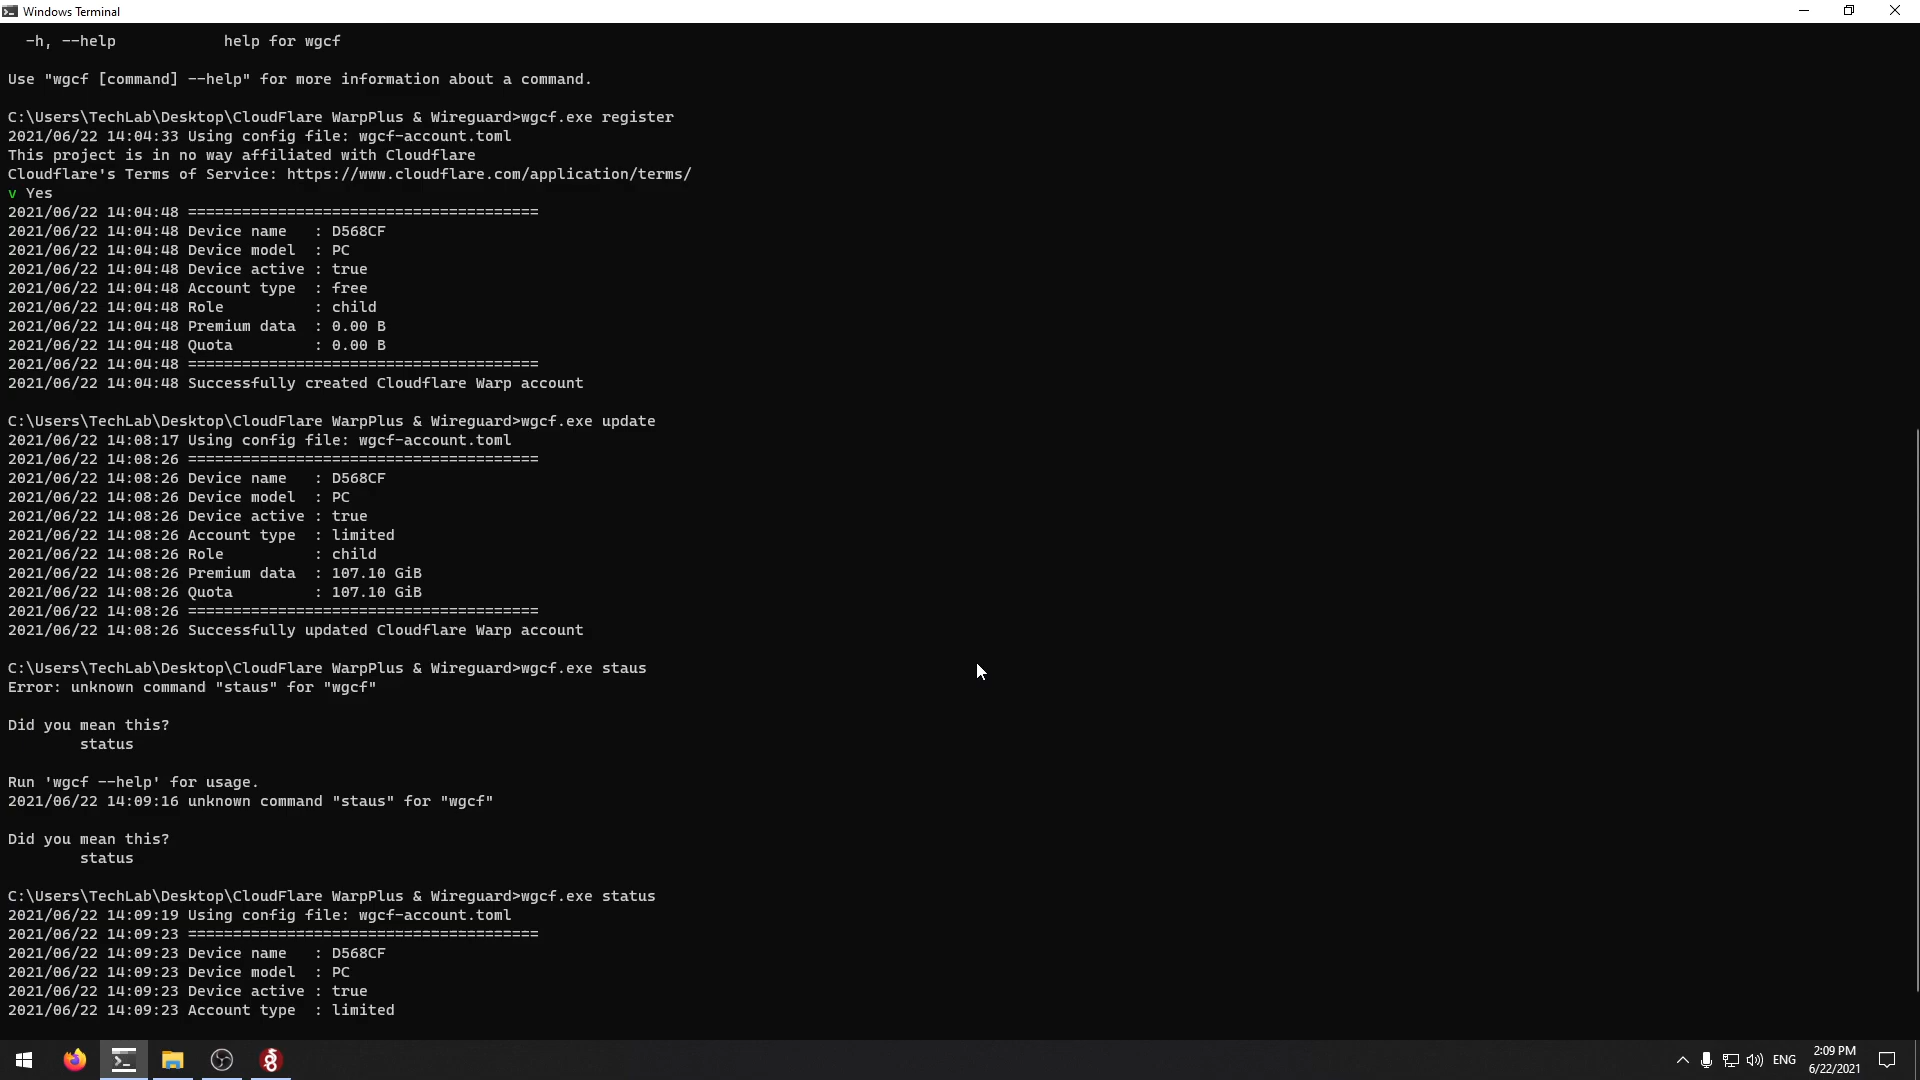 Windows Terminal
-h, --help            help for wgcf
Use "wgcf [command] --help" for more information about a command.
C:\Users\TechLab\Desktop\CloudFlare WarpPlus & Wireguard>wgcf.exe register
2021/06/22 14:04:33 Using config file: wgcf-account.toml
This project is in no way affiliated with Cloudflare
Cloudflare's Terms of Service: https://www.cloudflare.com/application/terms/
v Yes
2021/06/22 14:04:48 =======================================
2021/06/22 14:04:48 Device name   : D568CF
2021/06/22 14:04:48 Device model  : PC
2021/06/22 14:04:48 Device active : true
2021/06/22 14:04:48 Account type  : free
2021/06/22 14:04:48 Role          : child
2021/06/22 14:04:48 Premium data  : 0.00 B
2021/06/22 14:04:48 Quota         : 0.00 B
2021/06/22 14:04:48 =======================================
2021/06/22 14:04:48 Successfully created Cloudflare Warp account
C:\Users\TechLab\Desktop\CloudFlare WarpPlus & Wireguard>wgcf.exe update
2021/06/22 14:08:17 Using config file: wgcf-account.toml
2021/06/22 14:08:26 =======================================
2021/06/22 14:08:26 Device name   : D568CF
2021/06/22 14:08:26 Device model  : PC
2021/06/22 14:08:26 Device active : true
2021/06/22 14:08:26 Account type  : limited
2021/06/22 14:08:26 Role          : child
2021/06/22 14:08:26 Premium data  : 107.10 GiB
2021/06/22 14:08:26 Quota         : 107.10 GiB
2021/06/22 14:08:26 =======================================
2021/06/22 14:08:26 Successfully updated Cloudflare Warp account
C:\Users\TechLab\Desktop\CloudFlare WarpPlus & Wireguard>wgcf.exe staus
Error: unknown command "staus" for "wgcf"
Did you mean this?
status
Run 'wgcf --help' for usage.
2021/06/22 14:09:16 unknown command "staus" for "wgcf"
Did you mean this?
status
C:\Users\TechLab\Desktop\CloudFlare WarpPlus & Wireguard>wgcf.exe status
2021/06/22 14:09:19 Using config file: wgcf-account.toml
2021/06/22 14:09:23 =======================================
2021/06/22 14:09:23 Device name   : D568CF
2021/06/22 14:09:23 Device model  : PC
2021/06/22 14:09:23 Device active : true
2021/06/22 14:09:23 Account type  : limited
ENG
2:09 PM
6/22/2021